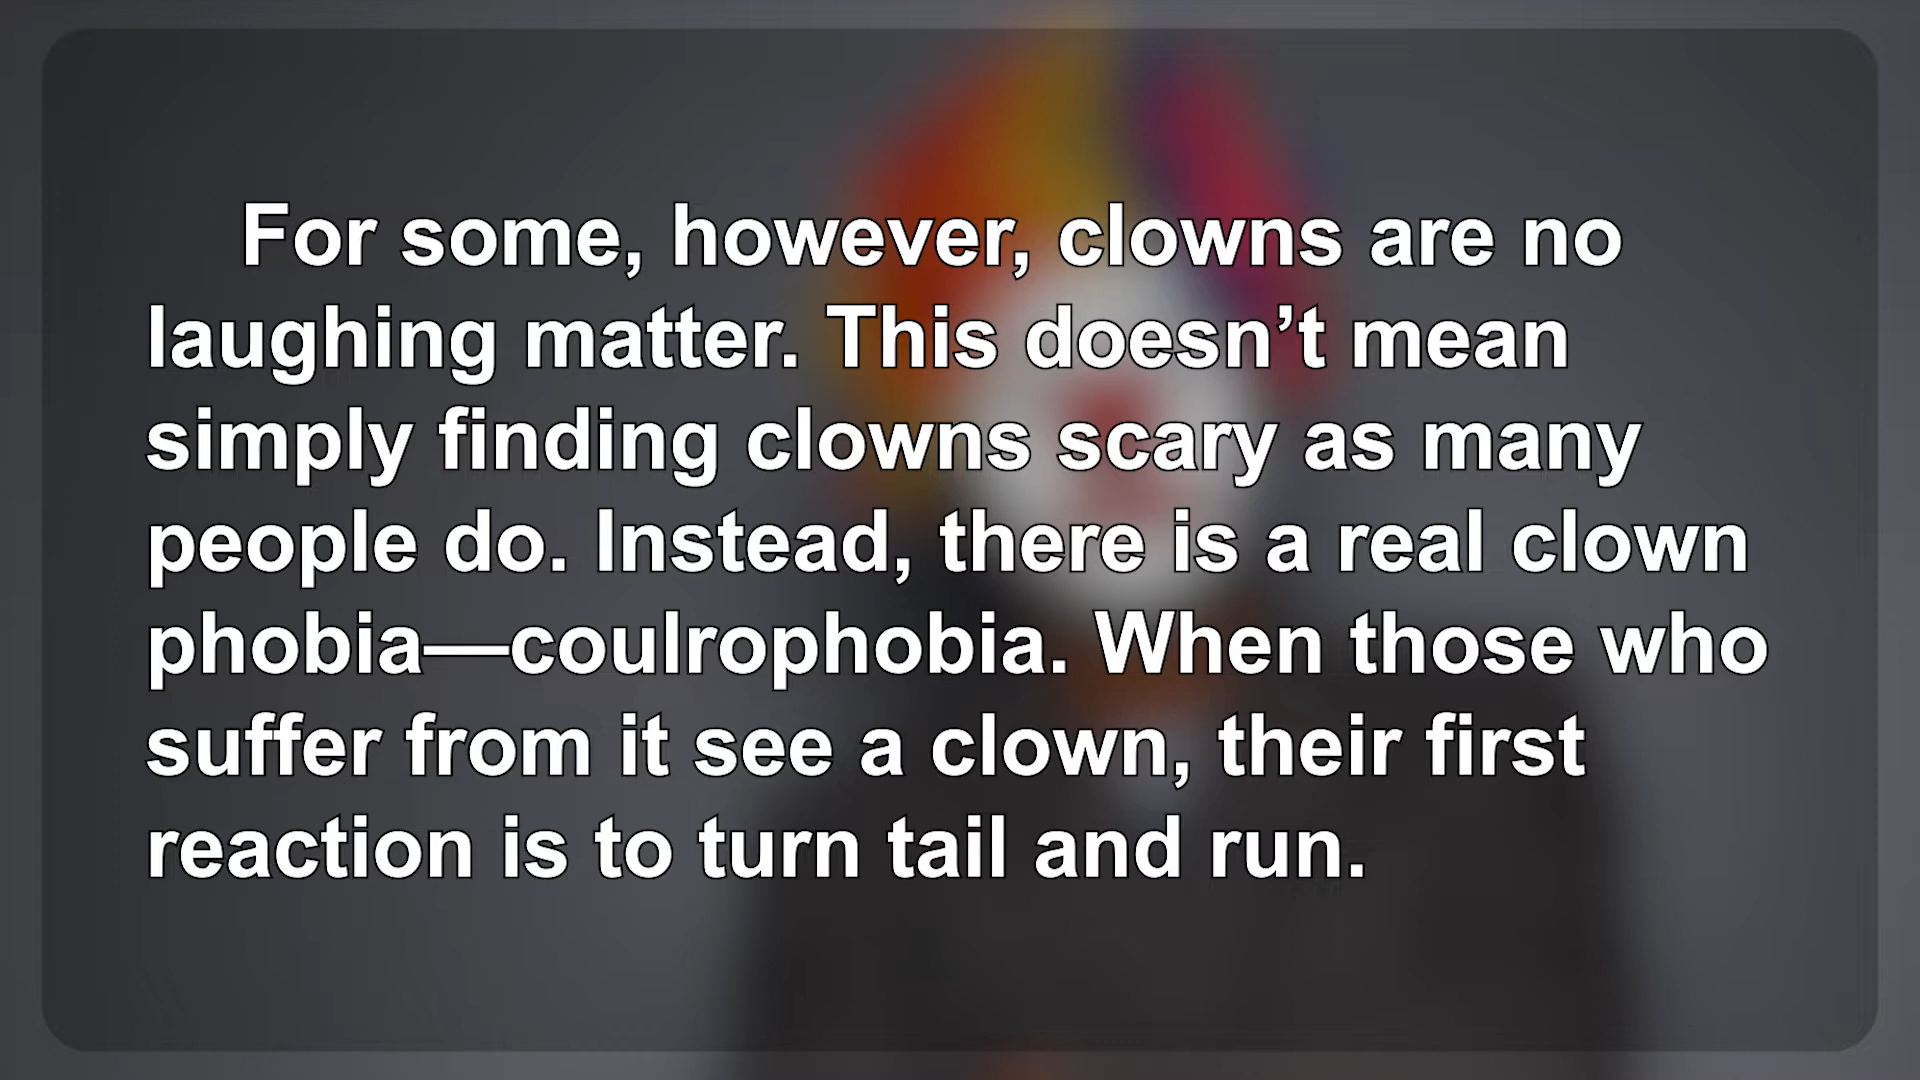 For some, however, clowns are no
laughing matter. This doesn’t mean
simply finding clowns scary as many
people do. Instead, there is a real clown
phobia—coulrophobia. When those who
suffer from it see a clown, their first
reaction is to turn tail and run.